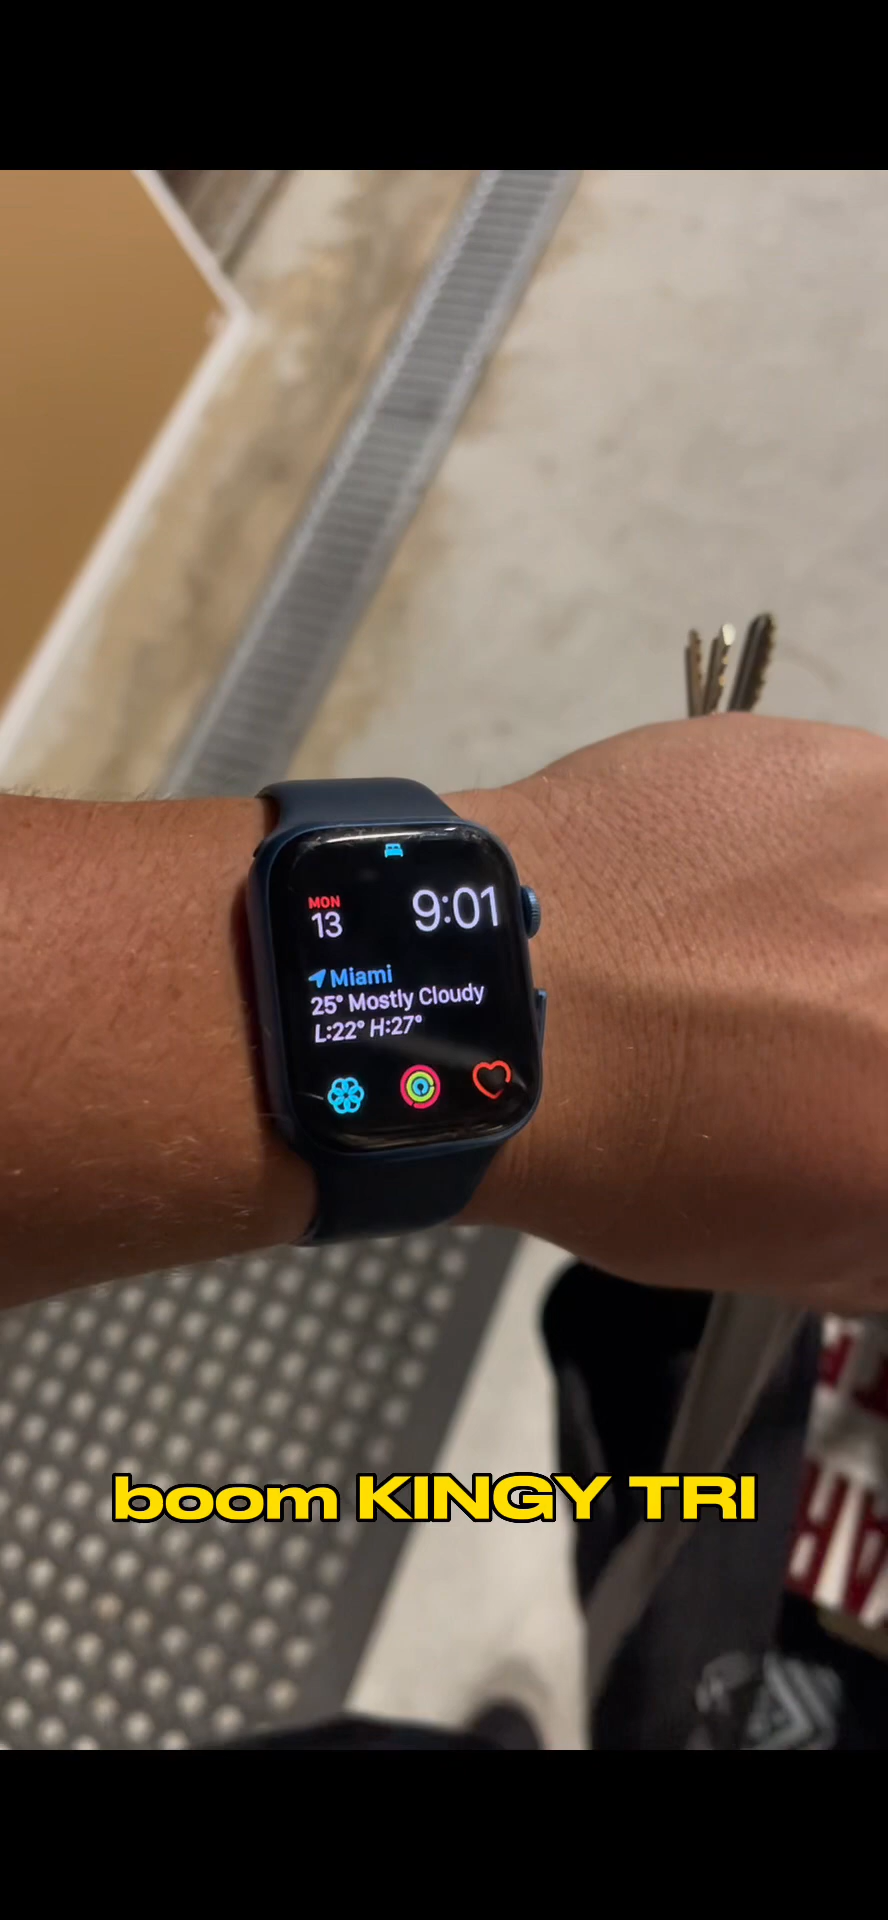 MON
13
9:01
Miami
25° Mostly Cloudy
L:22° H:27°
boom KINGY TRI